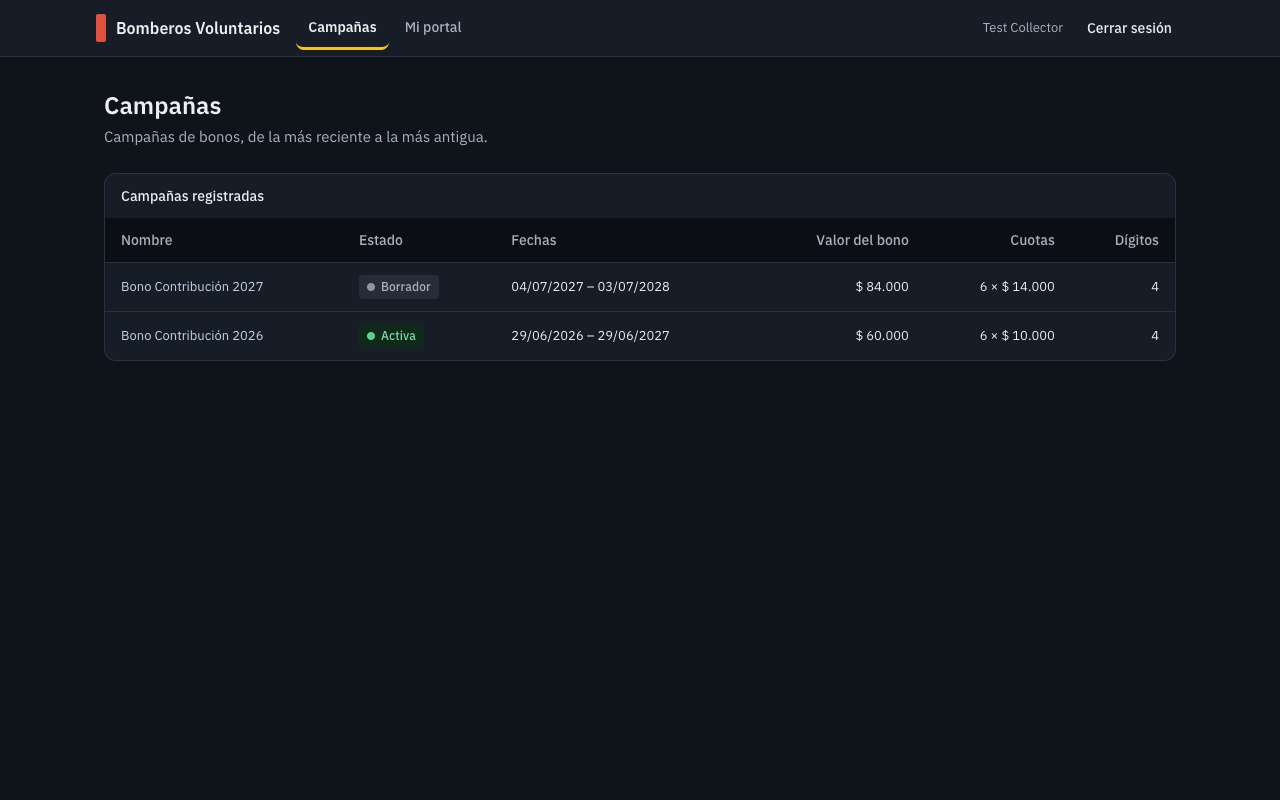 Bomberos Voluntarios Campañas Mi portal Test Collector Cerrar sesión
Campañas
Campañas de bonos, de la más reciente a la más antigua.
Campañas registradas
Nombre Estado Fechas Valor del bono Cuotas Dígitos
Bono Contribución 2027 Borrador 04/07/2027 – 03/07/2028 $ 84.000 6 × $ 14.000 4
Bono Contribución 2026 Activa 29/06/2026 – 29/06/2027 $ 60.000 6 × $ 10.000 4